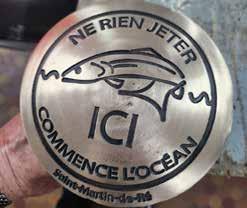 NE RIEN JETER
ICI
COMMENCE L'OCÉAN
Saint-Martin-de-Ré